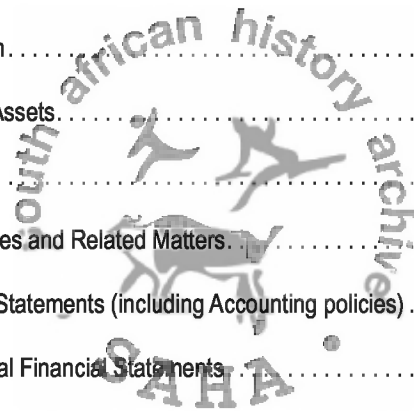 south african history archive
n..............................
Assets..............................
..............................
es and Related Matters....................
Statements (including Accounting policies) ..
al Financial Statements....................
SAHA